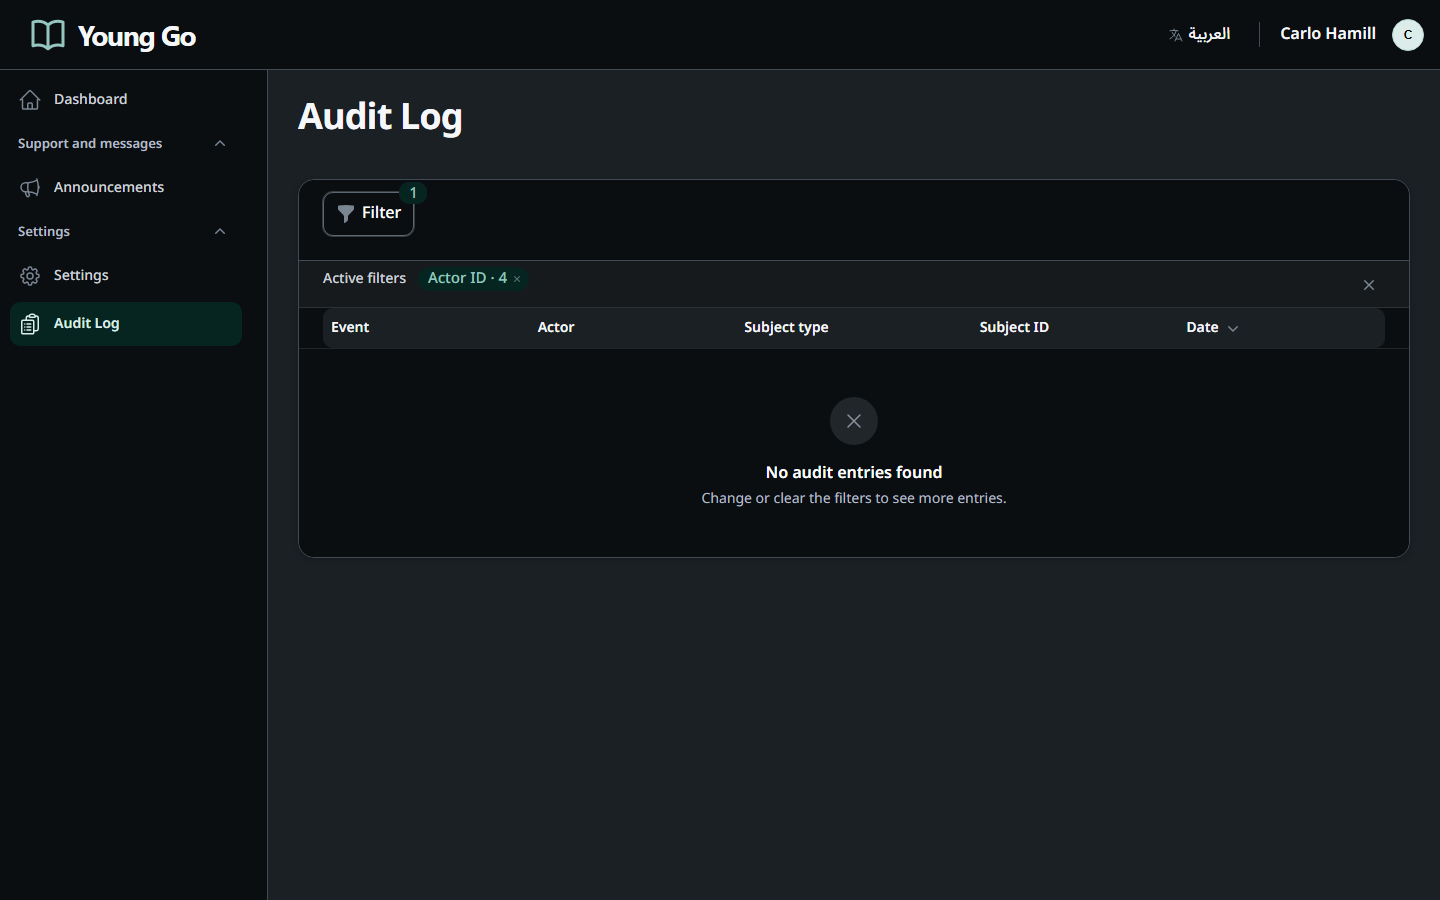 Young Go
العربية
Carlo Hamill
C
Dashboard
Support and messages
Announcements
Settings
Settings
Audit Log
Audit Log
Filter
1
Active filters
Actor ID · 4 ×
Event
Actor
Subject type
Subject ID
Date
No audit entries found
Change or clear the filters to see more entries.